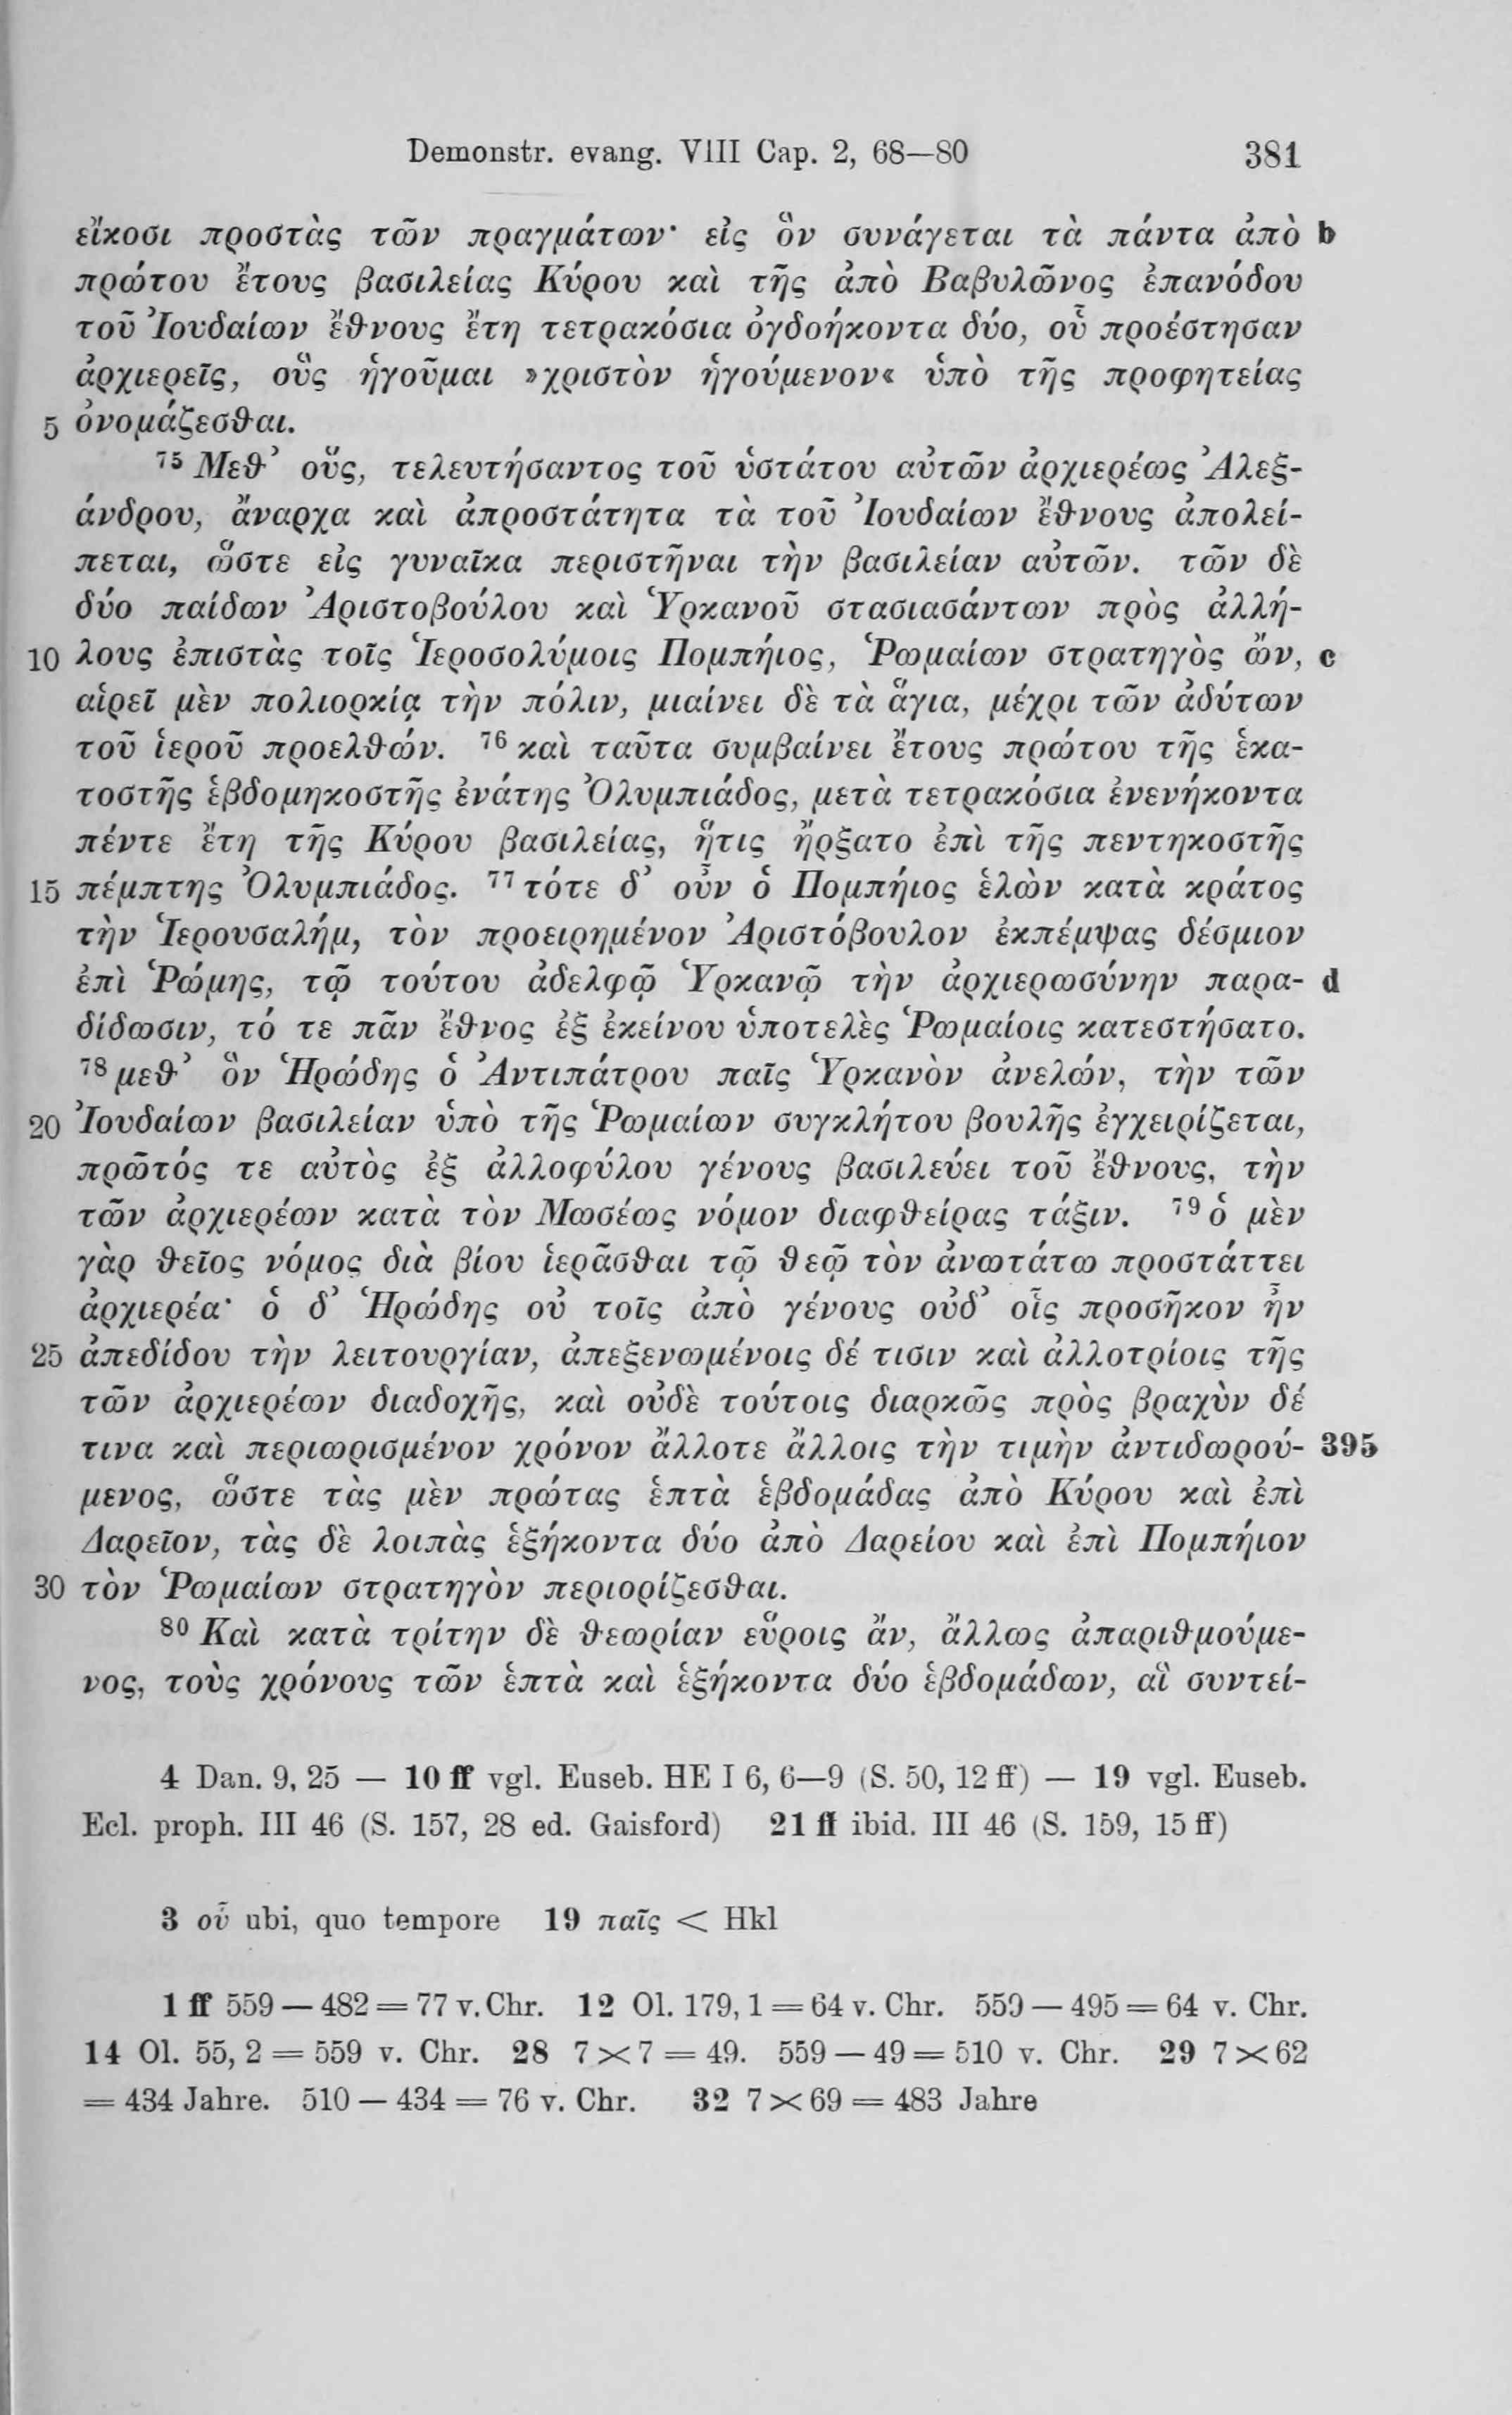 Demonstr. evang. VIII Cap. 2, 68—80 381
εἴκοσι προστὰς τῶν πραγμάτων· εἰς ὃν συνάγεται τὰ πάντα ἀπὸ b
πρώτου ἔτους βασιλείας Κύρου καὶ τῆς ἀπὸ Βαβυλῶνος ἐπανόδου
τοῦ Ἰουδαίων ἔθνους ἔτη τετρακόσια ὀγδοήκοντα δύο, οὗ προέστησαν
ἀρχιερεῖς, οὓς ἡγοῦμαι »χριστὸν ἡγούμενον« ὑπὸ τῆς προφητείας
5 ὀνομάζεσθαι.
⁷⁵ Μεθ’ οὕς, τελευτήσαντος τοῦ ὑστάτου αὐτῶν ἀρχιερέως Ἀλεξ-
άνδρου, ἄναρχα καὶ ἀπροστάτητα τὰ τοῦ Ἰουδαίων ἔθνους ἀπολεί-
πεται, ὥστε εἰς γυναῖκα περιστῆναι τὴν βασιλείαν αὐτῶν. τῶν δὲ
δύο παίδων Ἀριστοβούλου καὶ Ὑρκανοῦ στασιασάντων πρὸς ἀλλή-
10 λους ἐπιστὰς τοῖς Ἱεροσολύμοις Πομπήιος, Ῥωμαίων στρατηγὸς ὤν, c
αἱρεῖ μὲν πολιορκίᾳ τὴν πόλιν, μιαίνει δὲ τὰ ἅγια, μέχρι τῶν ἀδύτων
τοῦ ἱεροῦ προελθών. ⁷⁶ καὶ ταῦτα συμβαίνει ἔτους πρώτου τῆς ἑκα-
τοστῆς ἑβδομηκοστῆς ἐνάτης Ὀλυμπιάδος, μετὰ τετρακόσια ἐνενήκοντα
πέντε ἔτη τῆς Κύρου βασιλείας, ἥτις ἤρξατο ἐπὶ τῆς πεντηκοστῆς
15 πέμπτης Ὀλυμπιάδος. ⁷⁷ τότε δ’ οὖν ὁ Πομπήιος ἑλὼν κατὰ κράτος
τὴν Ἱερουσαλήμ, τὸν προειρημένον Ἀριστόβουλον ἐκπέμψας δέσμιον
ἐπὶ Ῥώμης, τῷ τούτου ἀδελφῷ Ὑρκανῷ τὴν ἀρχιερωσύνην παρα- d
δίδωσιν, τό τε πᾶν ἔθνος ἐξ ἐκείνου ὑποτελὲς Ῥωμαίοις κατεστήσατο.
⁷⁸ μεθ’ ὃν Ἡρώδης ὁ Ἀντιπάτρου παῖς Ὑρκανὸν ἀνελών, τὴν τῶν
20 Ἰουδαίων βασιλείαν ὑπὸ τῆς Ῥωμαίων συγκλήτου βουλῆς ἐγχειρίζεται,
πρῶτός τε αὐτὸς ἐξ ἀλλοφύλου γένους βασιλεύει τοῦ ἔθνους, τὴν
τῶν ἀρχιερέων κατὰ τὸν Μωσέως νόμον διαφθείρας τάξιν. ⁷⁹ ὁ μὲν
γὰρ θεῖος νόμος διὰ βίου ἱερᾶσθαι τῷ θεῷ τὸν ἀνωτάτω προστάττει
ἀρχιερέα· ὁ δ’ Ἡρώδης οὐ τοῖς ἀπὸ γένους οὐδ’ οἷς προσῆκον ἦν
25 ἀπεδίδου τὴν λειτουργίαν, ἀπεξενωμένοις δέ τισιν καὶ ἀλλοτρίοις τῆς
τῶν ἀρχιερέων διαδοχῆς, καὶ οὐδὲ τούτοις διαρκῶς πρὸς βραχὺν δέ
τινα καὶ περιωρισμένον χρόνον ἄλλοτε ἄλλοις τὴν τιμὴν ἀντιδωρού- 395
μενος, ὥστε τὰς μὲν πρώτας ἑπτὰ ἑβδομάδας ἀπὸ Κύρου καὶ ἐπὶ
Δαρεῖον, τὰς δὲ λοιπὰς ἑξήκοντα δύο ἀπὸ Δαρείου καὶ ἐπὶ Πομπήιον
30 τὸν Ῥωμαίων στρατηγὸν περιορίζεσθαι.
⁸⁰ Καὶ κατὰ τρίτην δὲ θεωρίαν εὕροις ἄν, ἄλλως ἀπαριθμούμε-
νος, τοὺς χρόνους τῶν ἑπτὰ καὶ ἑξήκοντα δύο ἑβδομάδων, αἳ συντεί-
4 Dan. 9, 25 — 10 ff vgl. Euseb. HE I 6, 6—9 (S. 50, 12 ff) — 19 vgl. Euseb.
Ecl. proph. III 46 (S. 157, 28 ed. Gaisford) 21 ff ibid. III 46 (S. 159, 15 ff)
3 οὗ ubi, quo tempore 19 παῖς < Hkl
1 ff 559 — 482 = 77 v. Chr. 12 Ol. 179, 1 = 64 v. Chr. 559 — 495 = 64 v. Chr.
14 Ol. 55, 2 = 559 v. Chr. 28 7 × 7 = 49. 559 — 49 = 510 v. Chr. 29 7 × 62
= 434 Jahre. 510 — 434 = 76 v. Chr. 32 7 × 69 = 483 Jahre